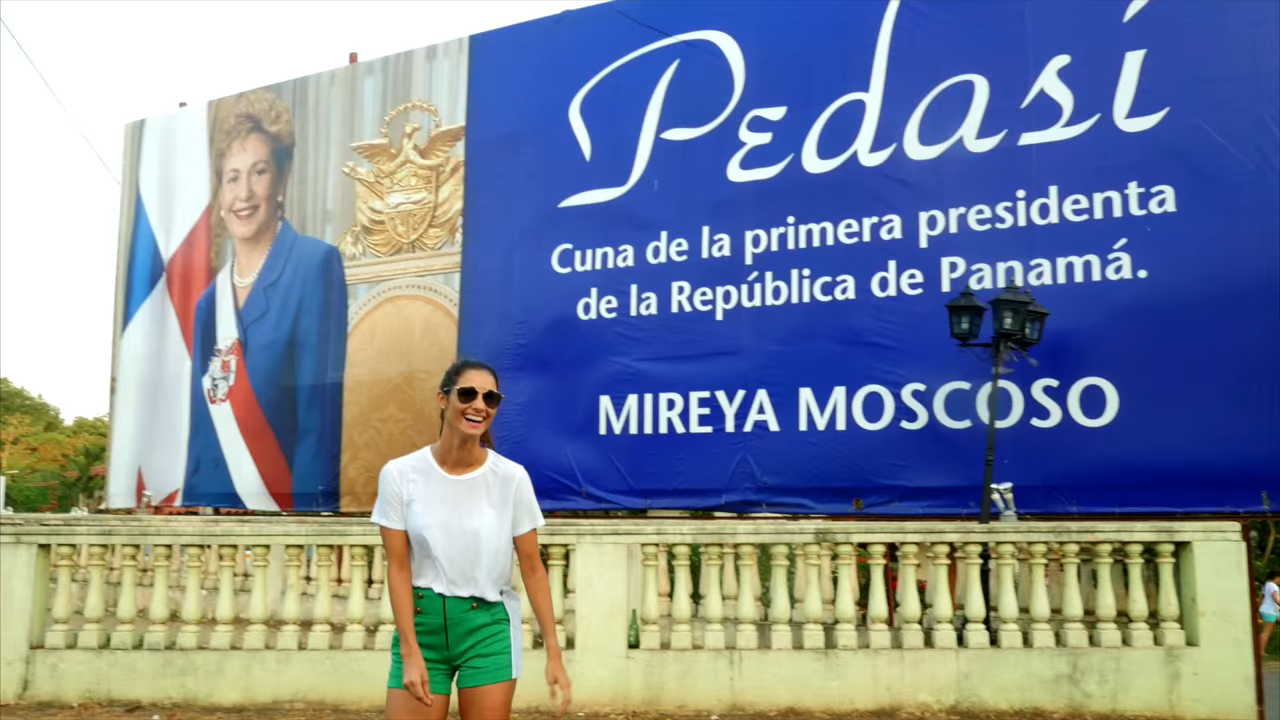 Pedasí
Cuna de la primera presidenta
de la República de Panamá.
MIREYA MOSCOSO